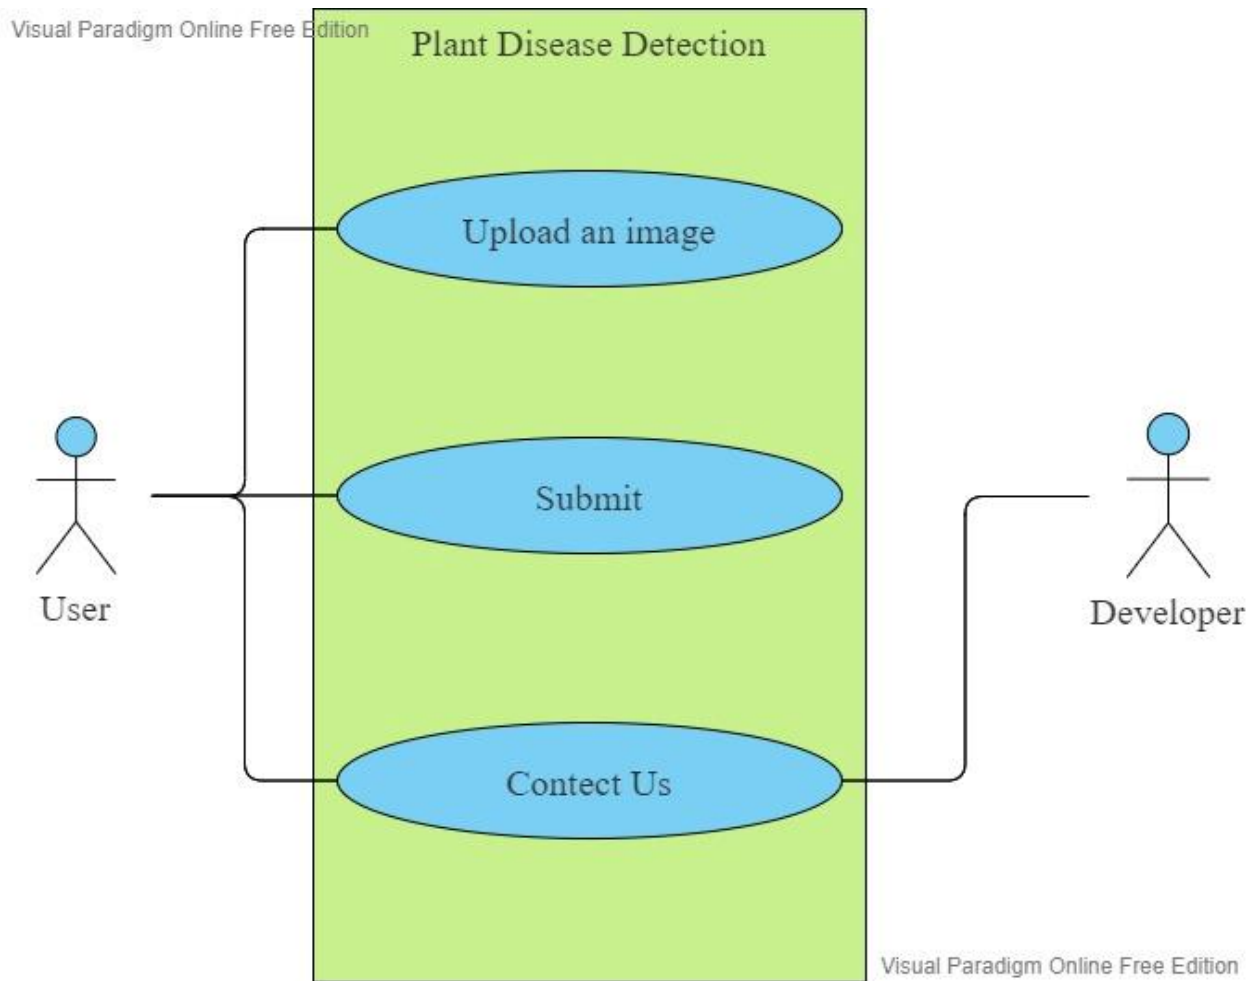 Visual Paradigm Online Free Edition
Plant Disease Detection
Upload an image
Submit
User
Developer
Contect Us
Visual Paradigm Online Free Edition